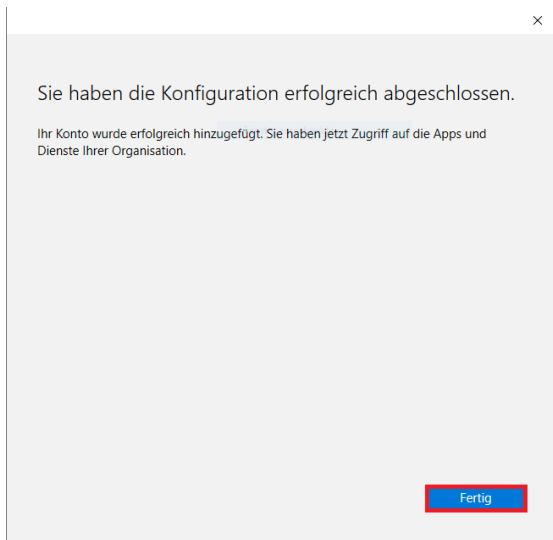 Sie haben die Konfiguration erfolgreich abgeschlossen.
Ihr Konto wurde erfolgreich hinzugefügt. Sie haben jetzt Zugriff auf die Apps und
Dienste Ihrer Organisation.
Fertig